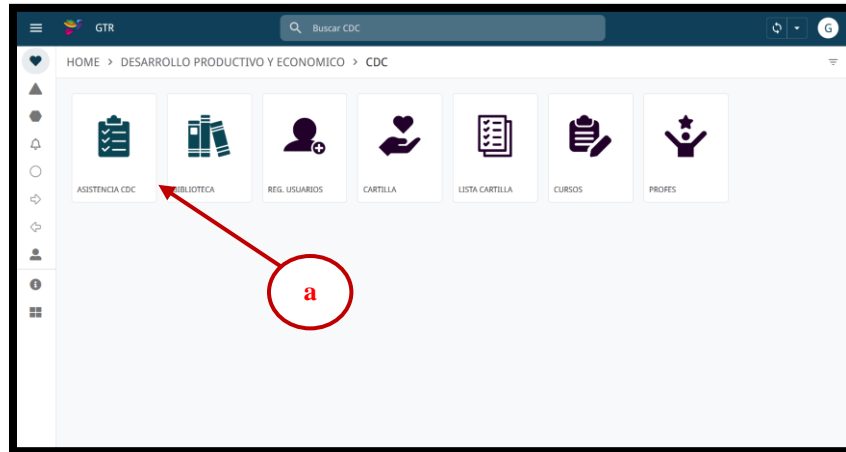 GTR
Buscar CDC
G
HOME > DESARROLLO PRODUCTIVO Y ECONOMICO > CDC
ASISTENCIA CDC
BIBLIOTECA
REG. USUARIOS
CARTILLA
LISTA CARTILLA
CURSOS
PROFES
a